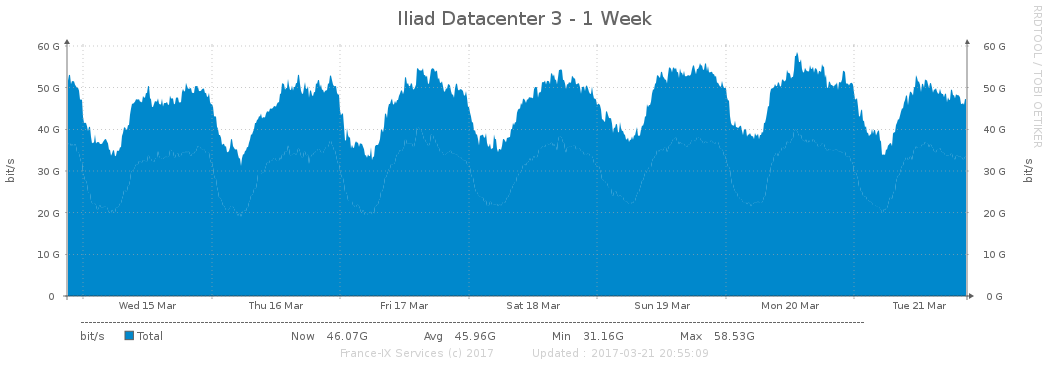 Iliad Datacenter 3 - 1 Week
RRDTOOL / TOBI OETIKER
60 G 60 G
50 G 50 G
40 G 40 G
30 G 30 G
20 G 20 G
10 G 10 G
0 0 G
bit/s
bit/s
Wed 15 Mar Thu 16 Mar Fri 17 Mar Sat 18 Mar Sun 19 Mar Mon 20 Mar Tue 21 Mar
bit/s Total Now 46.07G Avg 45.96G Min 31.16G Max 58.53G
France-IX Services (c) 2017 Updated : 2017-03-21 20:55:09